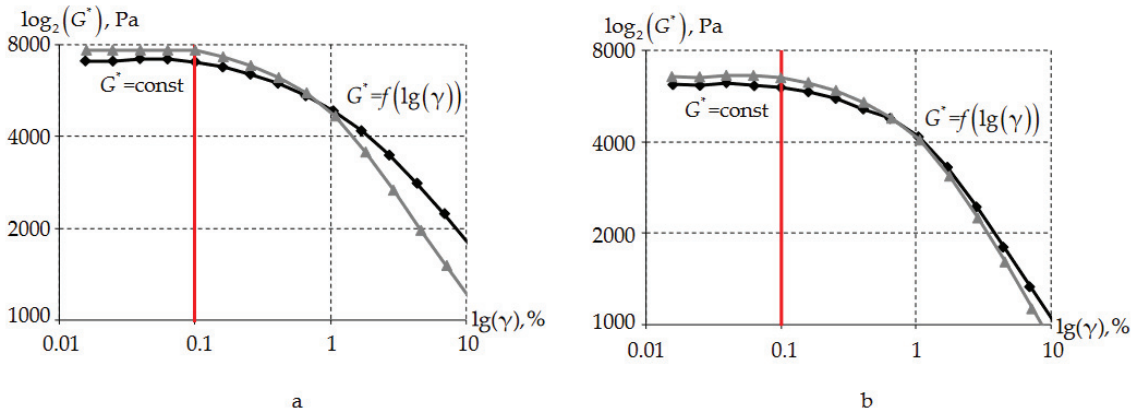 log₂(G*), Pa
8000
4000
2000
1000
0.01
0.1
1
10
lg(γ),%
G*=const
G*=f(lg(γ))
a
log₂(G*), Pa
8000
4000
2000
1000
0.01
0.1
1
10
lg(γ),%
G*=const
G*=f(lg(γ))
b